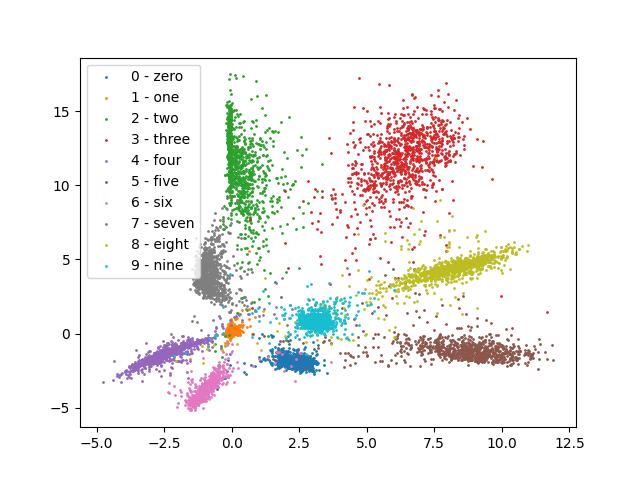 0 - zero
1 - one
2 - two
3 - three
4 - four
5 - five
6 - six
7 - seven
8 - eight
9 - nine
15
10
5
0
−5
−5.0
−2.5
0.0
2.5
5.0
7.5
10.0
12.5